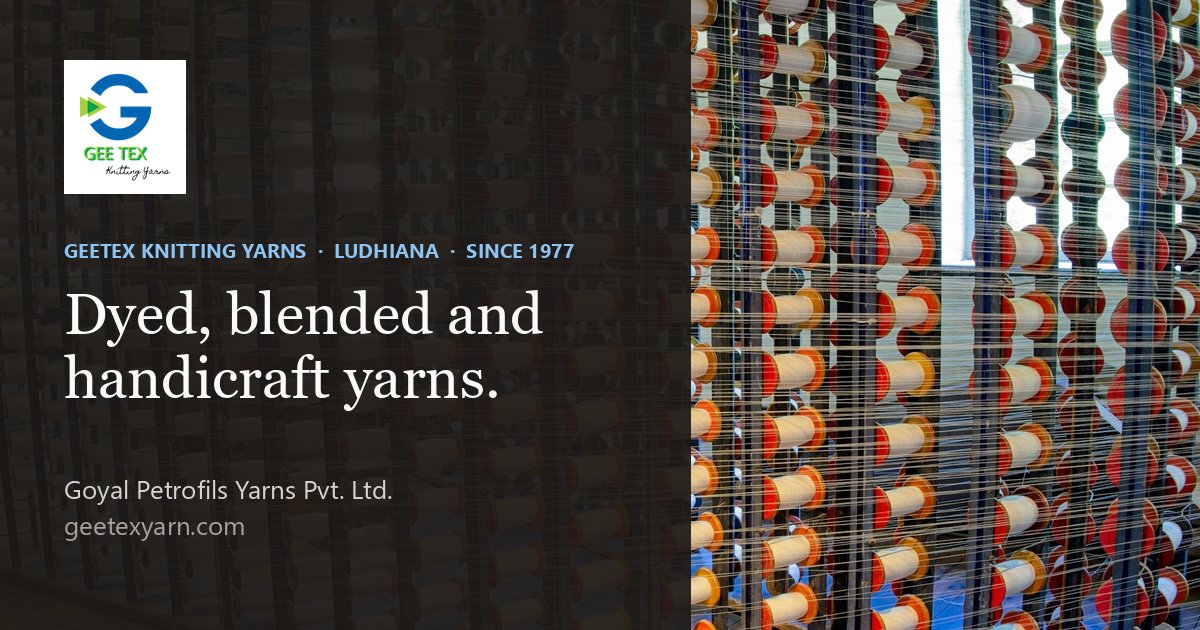 GEE TEX
Knitting Yarns
GEETEX KNITTING YARNS · LUDHIANA · SINCE 1977
Dyed, blended and
handicraft yarns.
Goyal Petrofils Yarns Pvt. Ltd.
geetexyarn.com